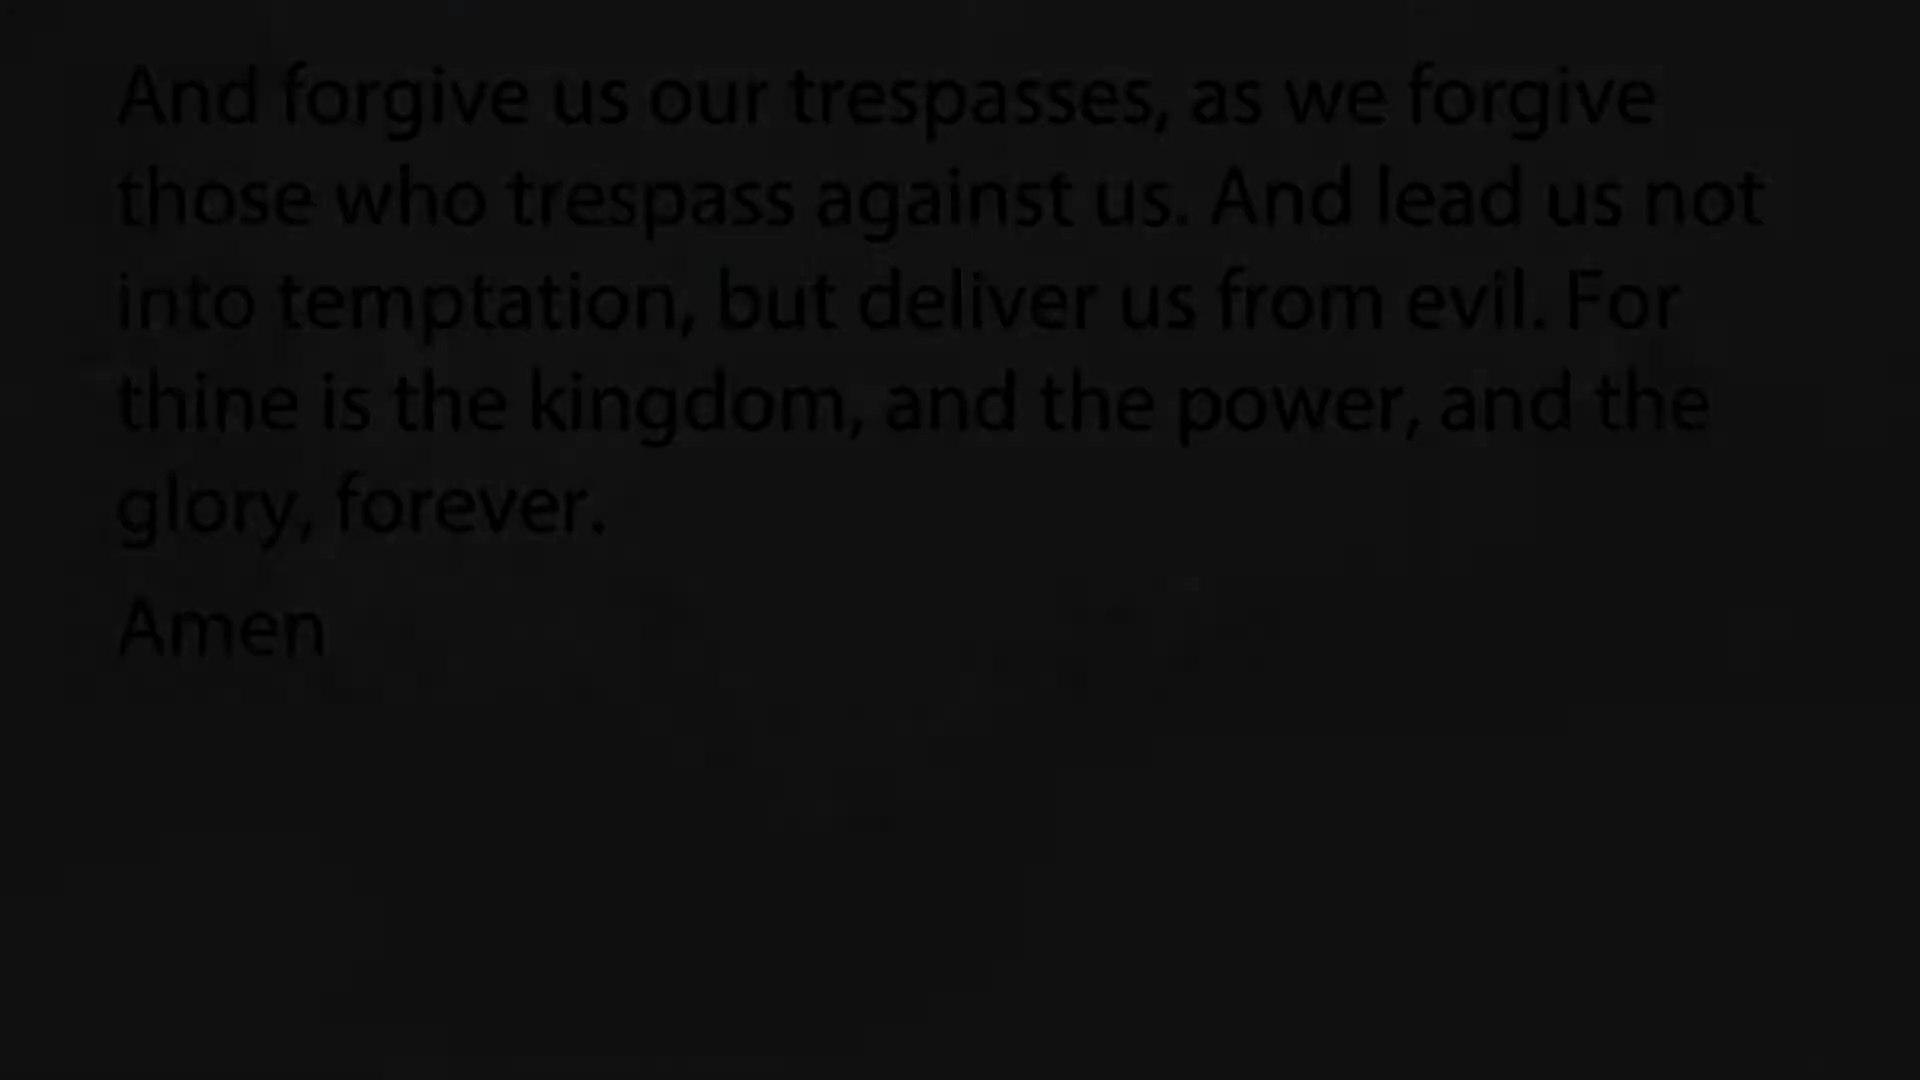 And forgive us our trespasses, as we forgive
those who trespass against us. And lead us not
into temptation, but deliver us from evil. For
thine is the kingdom, and the power, and the
glory, forever.
Amen